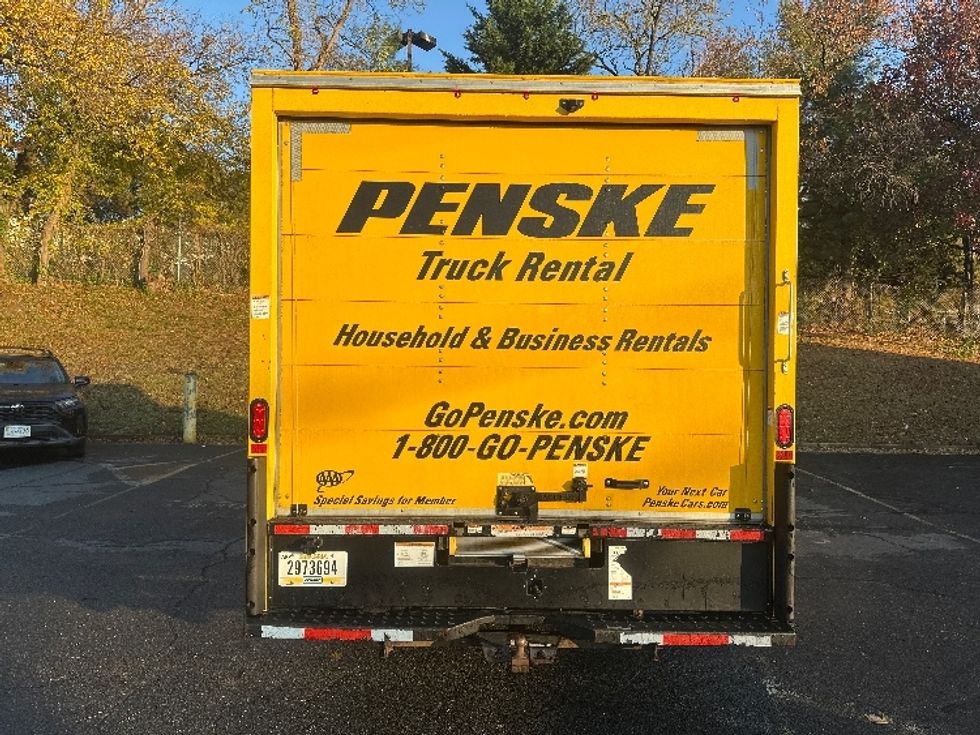 PENSKE
Truck Rental
Household & Business Rentals
GoPenske.com
1-800-GO-PENSKE
AAA
Special Savings for Member
Your Next Car
PenskeCars.com
2973694